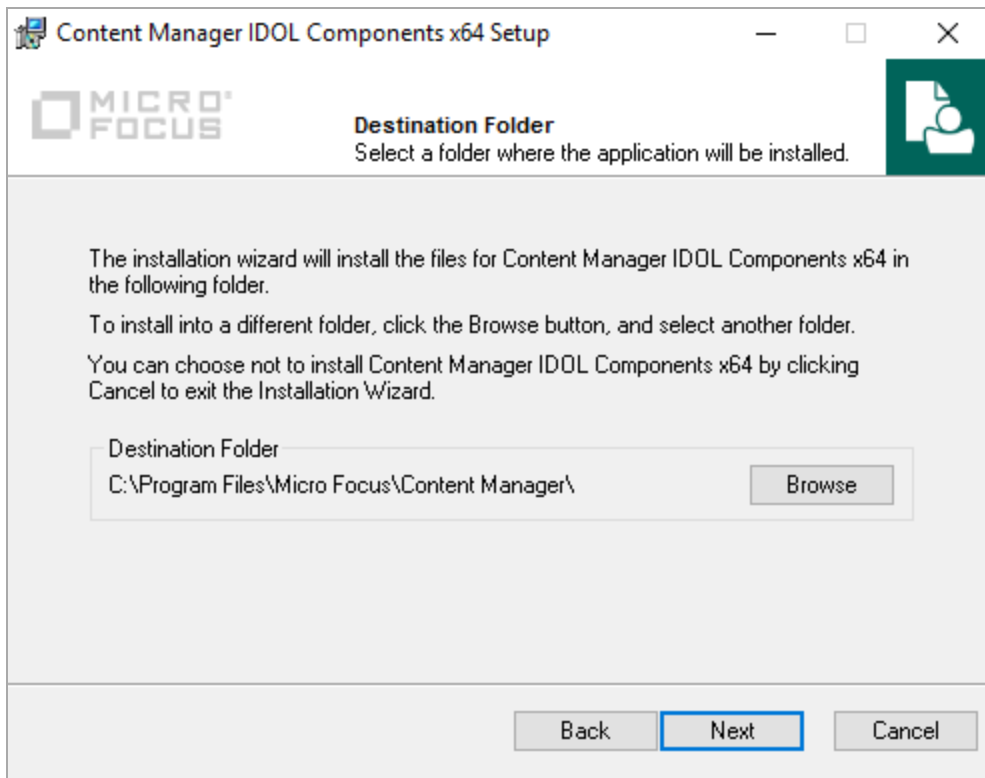 Content Manager IDOL Components x64 Setup
MICRO
FOCUS
Destination Folder
Select a folder where the application will be installed.
The installation wizard will install the files for Content Manager IDOL Components x64 in
the following folder.
To install into a different folder, click the Browse button, and select another folder.
You can choose not to install Content Manager IDOL Components x64 by clicking
Cancel to exit the Installation Wizard.
Destination Folder
C:\Program Files\Micro Focus\Content Manager\
Browse
Back
Next
Cancel